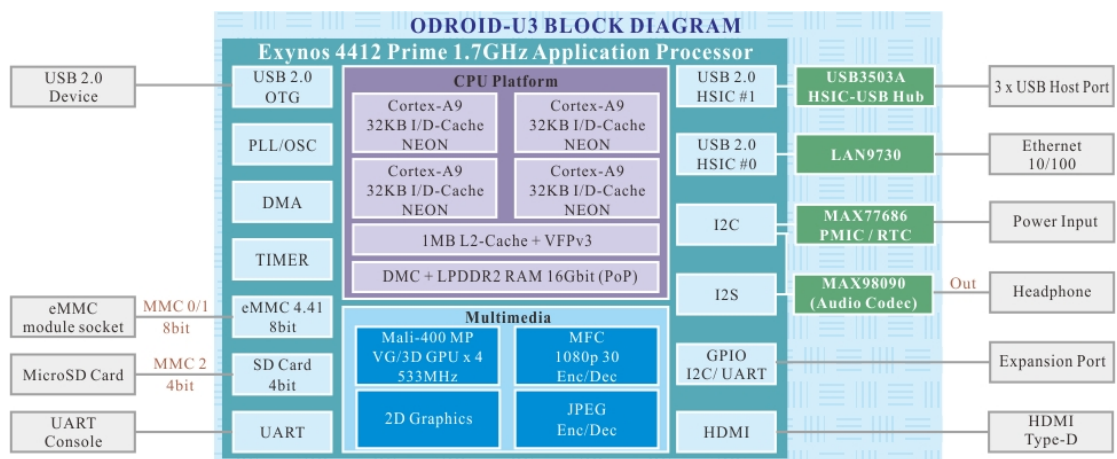 ODROID-U3 BLOCK DIAGRAM
Exynos 4412 Prime 1.7GHz Application Processor
USB 2.0
Device
USB 2.0
OTG
PLL/OSC
DMA
TIMER
eMMC
module socket
MMC 0/1
8bit
eMMC 4.41
8bit
MicroSD Card
MMC 2
4bit
SD Card
4bit
UART
Console
UART
CPU Platform
Cortex-A9
32KB I/D-Cache
NEON
Cortex-A9
32KB I/D-Cache
NEON
Cortex-A9
32KB I/D-Cache
NEON
Cortex-A9
32KB I/D-Cache
NEON
1MB L2-Cache + VFPv3
DMC + LPDDR2 RAM 16Gbit (PoP)
Multimedia
Mali-400 MP
VG/3D GPU x 4
533MHz
MFC
1080p 30
Enc/Dec
2D Graphics
JPEG
Enc/Dec
USB 2.0
HSIC #1
USB3503A
HSIC-USB Hub
3 x USB Host Port
USB 2.0
HSIC #0
LAN9730
Ethernet
10/100
I2C
MAX77686
PMIC / RTC
Power Input
I2S
MAX98090
(Audio Codec)
Out
Headphone
GPIO
I2C/ UART
Expansion Port
HDMI
HDMI
Type-D